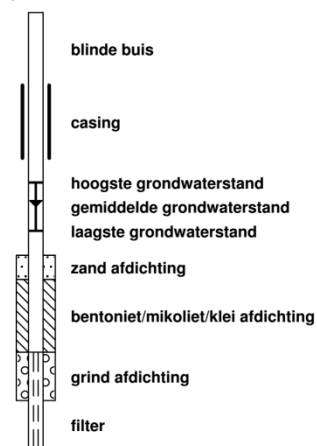 blinde buis
casing
hoogste grondwaterstand
gemiddelde grondwaterstand
laagste grondwaterstand
zand afdichting
bentoniet/mikoliet/klei afdichting
grind afdichting
filter